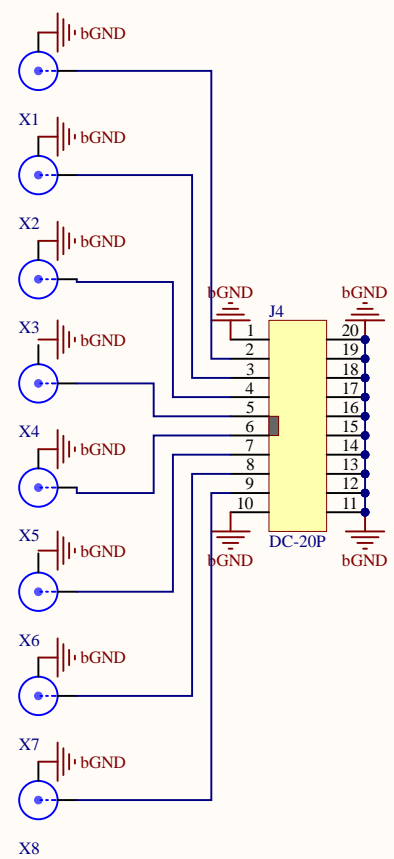 bGND
X1
bGND
X2
bGND
X3
bGND
X4
bGND
X5
bGND
X6
bGND
X7
bGND
X8
bGND
J4
1
2
3
4
5
6
7
8
9
10
bGND
DC-20P
bGND
20
19
18
17
16
15
14
13
12
11
bGND